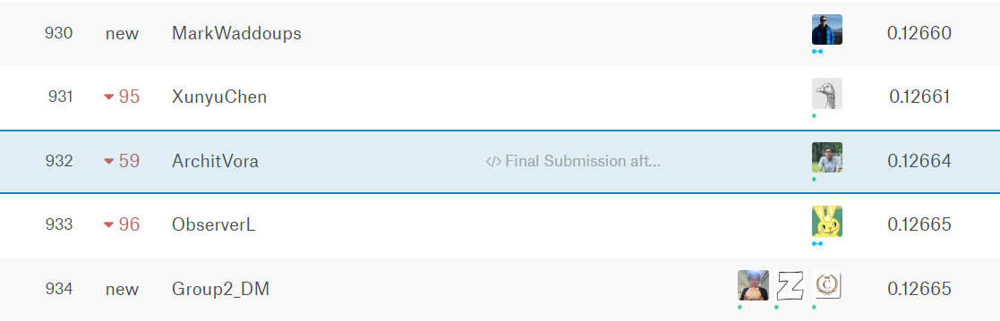 930 new MarkWaddoups 0.12660
931 95 XunyuChen 0.12661
932 59 ArchitVora </> Final Submission aft... 0.12664
933 96 ObserverL 0.12665
934 new Group2_DM Z C 0.12665